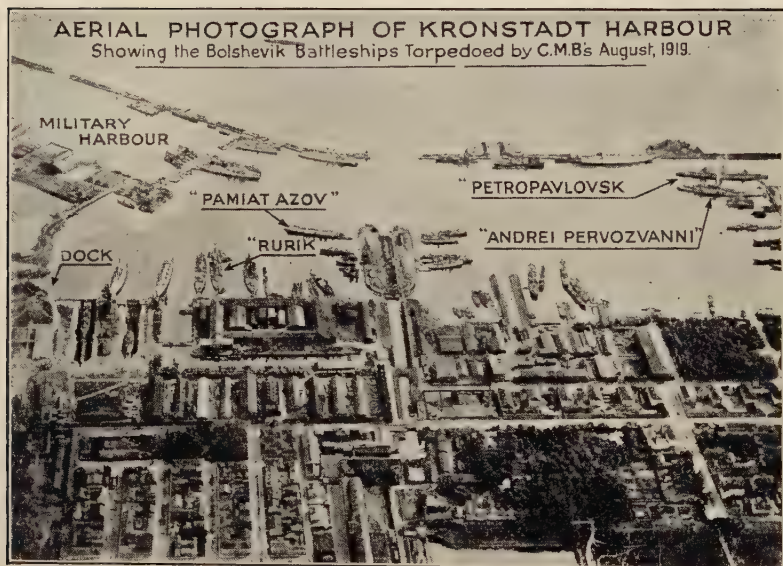 AERIAL PHOTOGRAPH OF KRONSTADT HARBOUR
Showing the Bolshevik Battleships Torpedoed by C.M.B's August, 1919.
MILITARY
HARBOUR
"PAMIAT AZOV"
"PETROPAVLOVSK
"RURIK
"ANDREI PERVOZVANNI"
DOCK